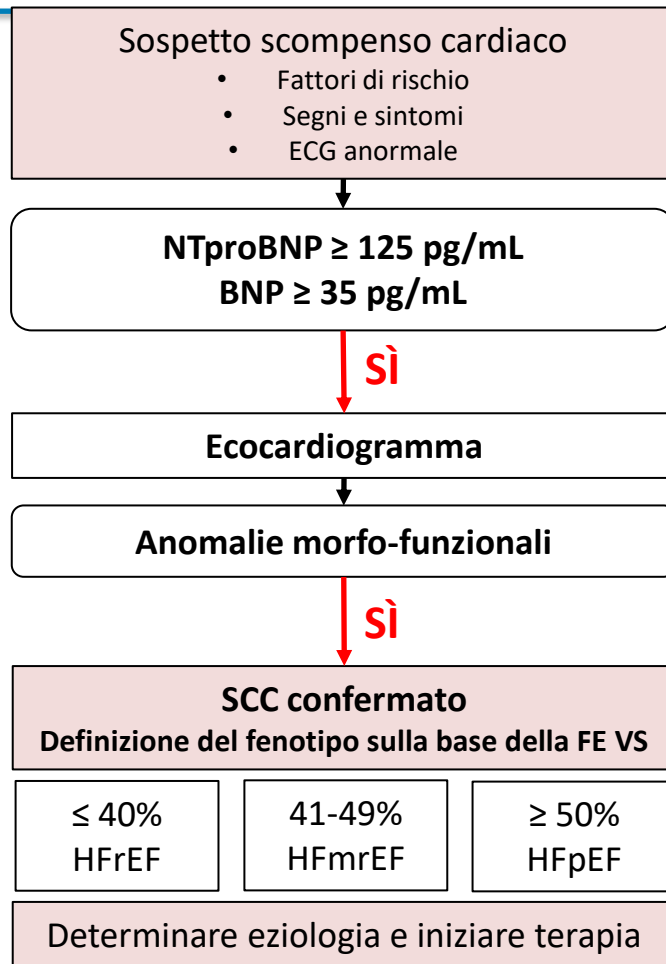 Sospetto scompenso cardiaco
• Fattori di rischio
• Segni e sintomi
• ECG anormale
NTproBNP ≥ 125 pg/mL
BNP ≥ 35 pg/mL
SÌ
Ecocardiogramma
Anomalie morfo-funzionali
SÌ
SCC confermato
Definizione del fenotipo sulla base della FE VS
≤ 40%
HFrEF
41-49%
HFmrEF
≥ 50%
HFpEF
Determinare eziologia e iniziare terapia